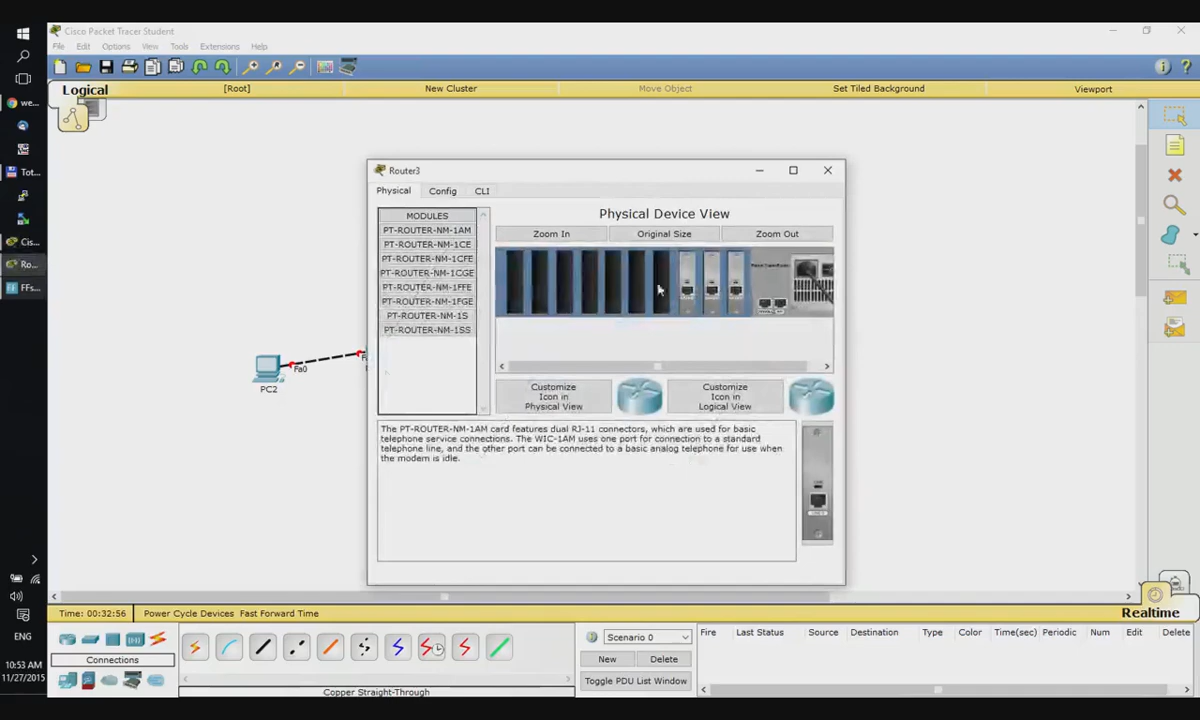 Cisco Packet Tracer Student
File Edit Options View Tools Extensions Help
Logical
[Root]
New Cluster
Move Object
Set Tiled Background
Viewport
we...
Tot...
Cis...
Ro...
FFs...
Router3
Physical Config CLI
MODULES
PT-ROUTER-NM-1AM
PT-ROUTER-NM-1CE
PT-ROUTER-NM-1CFE
PT-ROUTER-NM-1CGE
PT-ROUTER-NM-1FFE
PT-ROUTER-NM-1FGE
PT-ROUTER-NM-1S
PT-ROUTER-NM-1SS
Physical Device View
Zoom In
Original Size
Zoom Out
Customize
Icon in
Physical View
Customize
Icon in
Logical View
The PT-ROUTER-NM-1AM card features dual RJ-11 connectors, which are used for basic
telephone service connections. The WIC-1AM uses one port for connection to a standard
telephone line, and the other port can be connected to a basic analog telephone for use when
the modem is idle.
Fa0
PC2
Time: 00:32:56 Power Cycle Devices Fast Forward Time
Realtime
Connections
Copper Straight-Through
Scenario 0
New
Delete
Toggle PDU List Window
Fire Last Status Source Destination Type Color Time(sec) Periodic Num Edit Delete
ENG
10:53 AM
11/27/2015